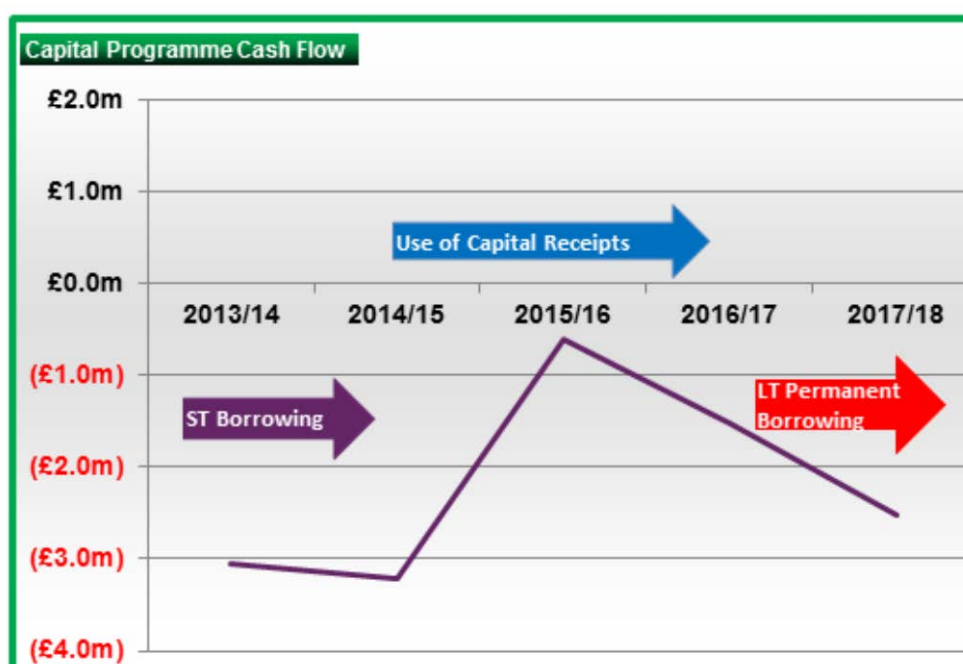 Capital Programme Cash Flow
£2.0m
£1.0m
Use of Capital Receipts
£0.0m
2013/14 2014/15 2015/16 2016/17 2017/18
(£1.0m)
LT Permanent
Borrowing
ST Borrowing
(£2.0m)
(£3.0m)
(£4.0m)